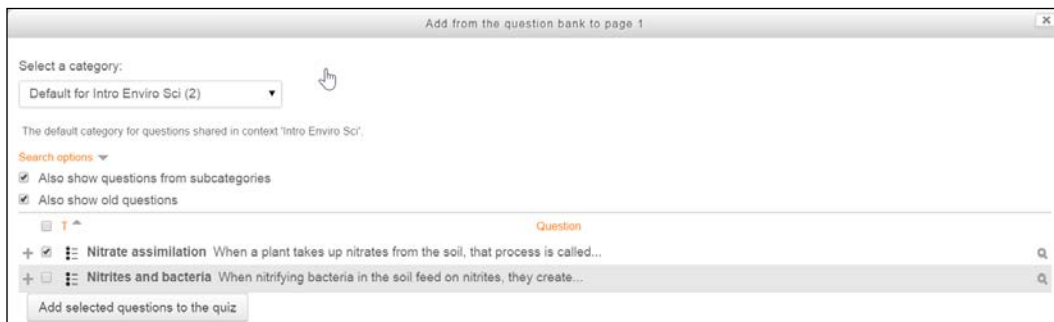 Add from the question bank to page 1
Select a category:
Default for Intro Enviro Sci (2)
The default category for questions shared in context 'Intro Enviro Sci'.
Search options
Also show questions from subcategories
Also show old questions
T Question
Nitrate assimilation When a plant takes up nitrates from the soil, that process is called...
Nitrites and bacteria When nitrifying bacteria in the soil feed on nitrites, they create...
Add selected questions to the quiz